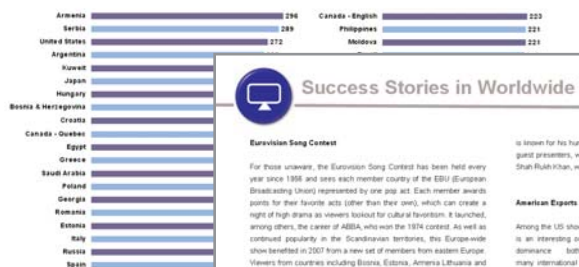 Armenia 296
Serbia 289
United States 272
Argentina
Kuwait
Japan
Hungary
Bosnia & Herzegovina
Croatia
Canada - Quebec
Egypt
Greece
Saudi Arabia
Poland
Georgia
Romania
Estonia
Italy
Russia
Spain
Canada - English 223
Philippines 221
Moldova 221
Success Stories in Worldwide
Eurovision Song Contest
For those unaware, the Eurovision Song Contest has been held every
year since 1956 and sees each member country of the EBU (European
Broadcasting Union) represented by one pop act. Each member awards
points for their favorite acts (other than their own), which can create a
night of high drama as viewers lookout for cultural favoritism. It launched,
among others, the career of ABBA, who won the 1974 contest. As well as
continued popularity in the Scandinavian territories, this Europe-wide
show benefited in 2007 from a new set of members from eastern Europe.
Viewers from countries including Bosnia, Estonia, Armenia Lithuania and
is known for his hu
guest presenters, w
Shah Rukh Khan, w
American Exports
Among the US show
is an interesting p
dominance both
many international